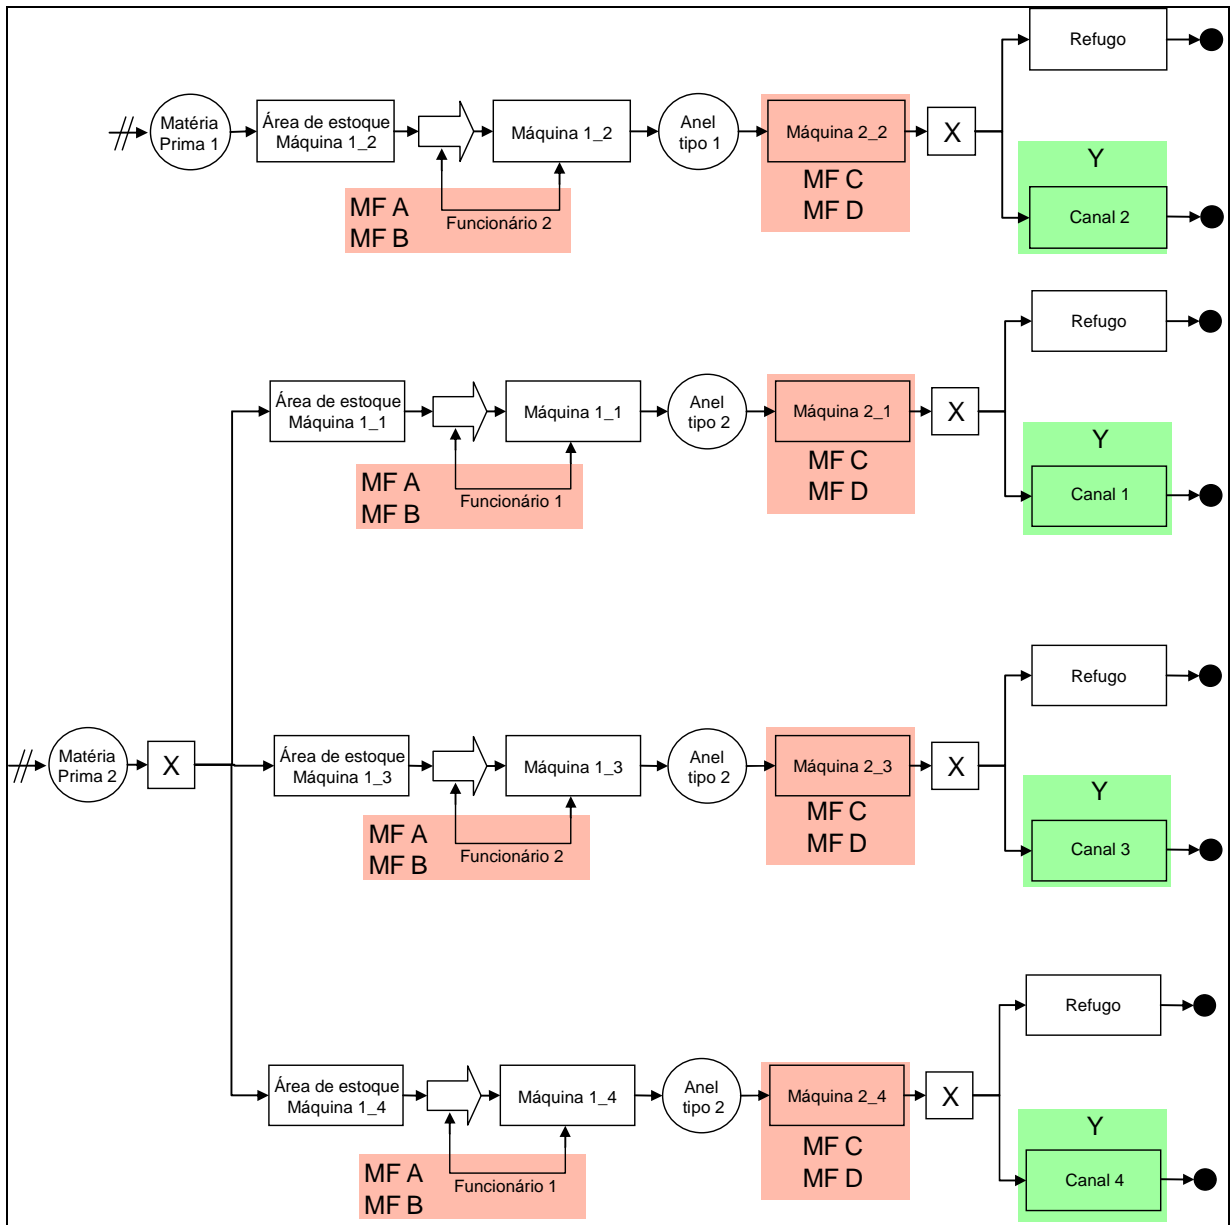 Refugo
Matéria
Prima 1
Área de estoque
Máquina 1_2
Máquina 1_2
Anel
tipo 1
Máquina 2_2
X
MF C
MF D
Y
Canal 2
MF A
MF B
Funcionário 2
Refugo
Área de estoque
Máquina 1_1
Máquina 1_1
Anel
tipo 2
Máquina 2_1
X
MF C
MF D
Y
Canal 1
MF A
MF B
Funcionário 1
Refugo
Matéria
Prima 2
X
Área de estoque
Máquina 1_3
Máquina 1_3
Anel
tipo 2
Máquina 2_3
X
MF C
MF D
Y
Canal 3
MF A
MF B
Funcionário 2
Refugo
Área de estoque
Máquina 1_4
Máquina 1_4
Anel
tipo 2
Máquina 2_4
X
MF C
MF D
Y
Canal 4
MF A
MF B
Funcionário 1